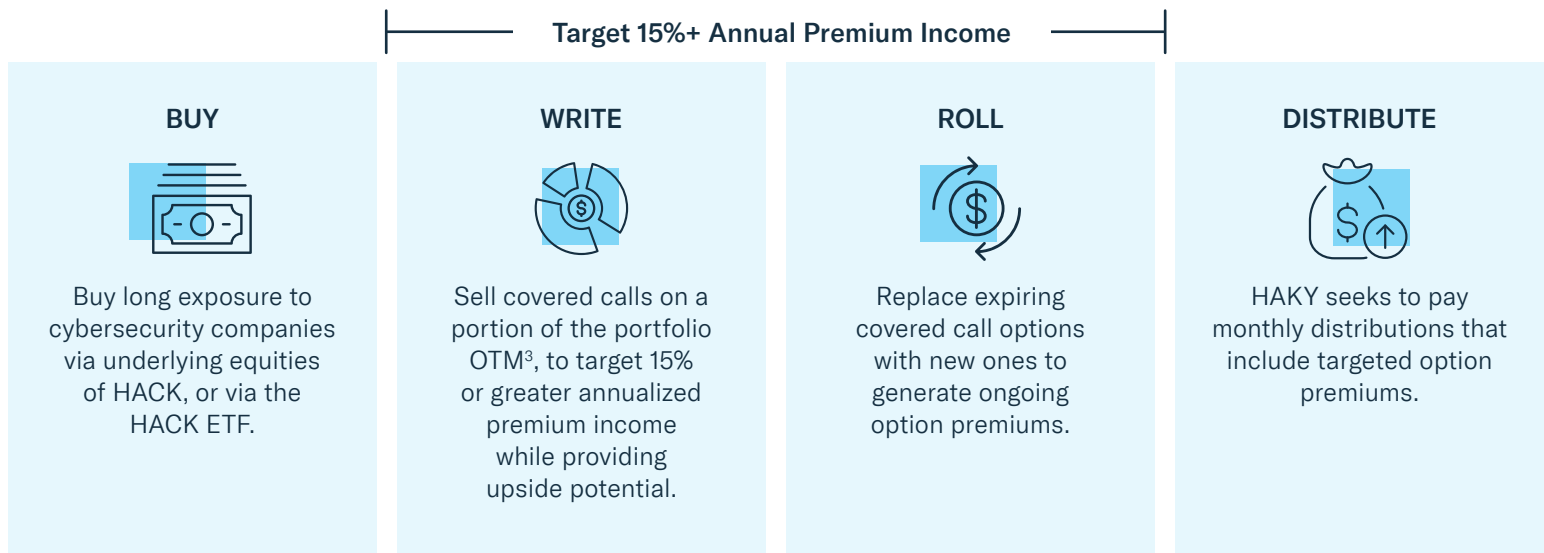 Target 15%+ Annual Premium Income
BUY
Buy long exposure to
cybersecurity companies
via underlying equities
of HACK, or via the
HACK ETF.
WRITE
$
Sell covered calls on a
portion of the portfolio
OTM³, to target 15%
or greater annualized
premium income
while providing
upside potential.
ROLL
$
Replace expiring
covered call options
with new ones to
generate ongoing
option premiums.
DISTRIBUTE
$
HAKY seeks to pay
monthly distributions that
include targeted option
premiums.